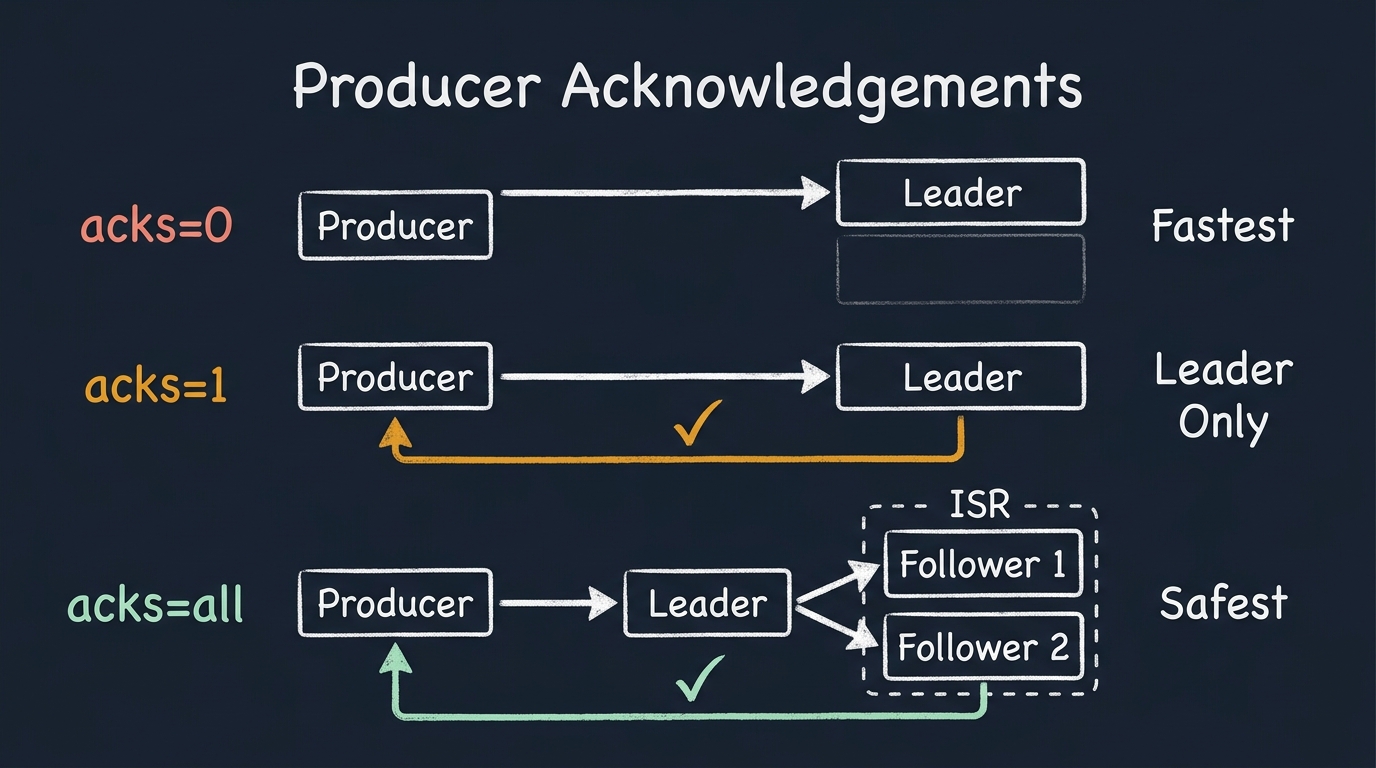 Producer Acknowledgements
acks=0
Producer
Leader
Fastest
acks=1
Producer
Leader
Leader
Only
acks=all
Producer
Leader
ISR
Follower 1
Follower 2
Safest